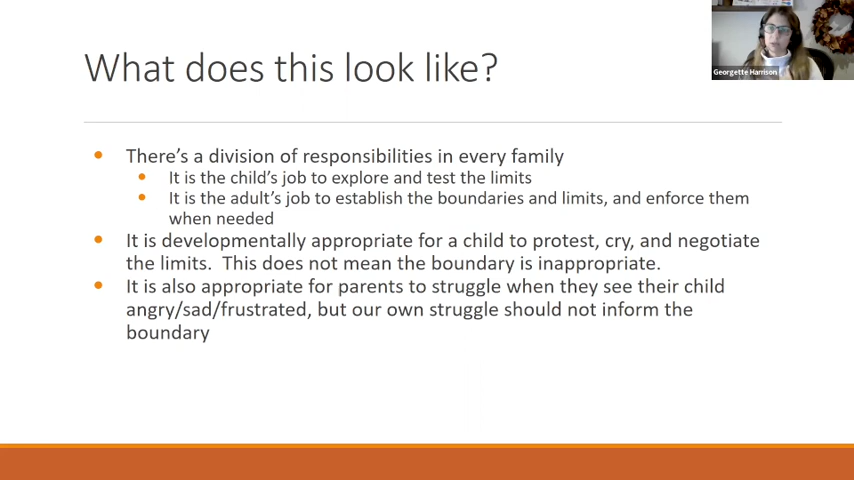 Georgette Harrison
What does this look like?
There's a division of responsibilities in every family
It is the child's job to explore and test the limits
It is the adult's job to establish the boundaries and limits, and enforce them
when needed
It is developmentally appropriate for a child to protest, cry, and negotiate
the limits.  This does not mean the boundary is inappropriate.
It is also appropriate for parents to struggle when they see their child
angry/sad/frustrated, but our own struggle should not inform the
boundary